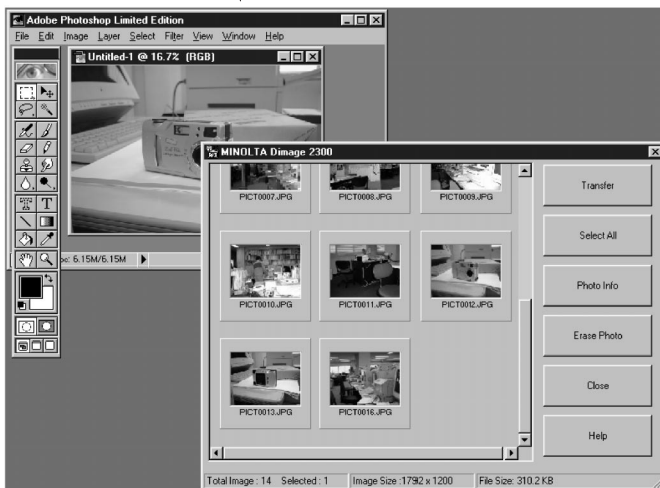 Adobe Photoshop Limited Edition
File Edit Image Layer Select Filter View Window Help
Untitled-1 @ 16.7% (RGB)
6.15M/6.15M
MINOLTA Dimage 2300
PICT0007.JPG PICT0008.JPG PICT0009.JPG
PICT0010.JPG PICT0011.JPG PICT0012.JPG
PICT0013.JPG PICT0016.JPG
Transfer
Select All
Photo Info
Erase Photo
Close
Help
Total Image : 14 Selected : 1 Image Size :1792 x 1200 File Size: 310.2 KB